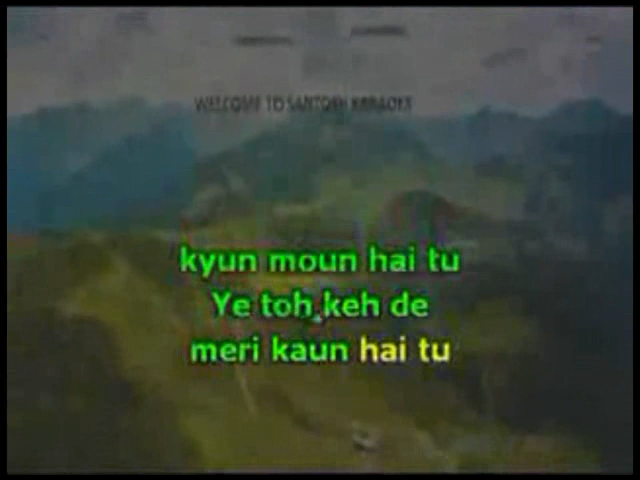 WELCOME TO SANTOSH KARAOKE
kyun moun hai tu
Ye toh keh de
meri kaun hai tu